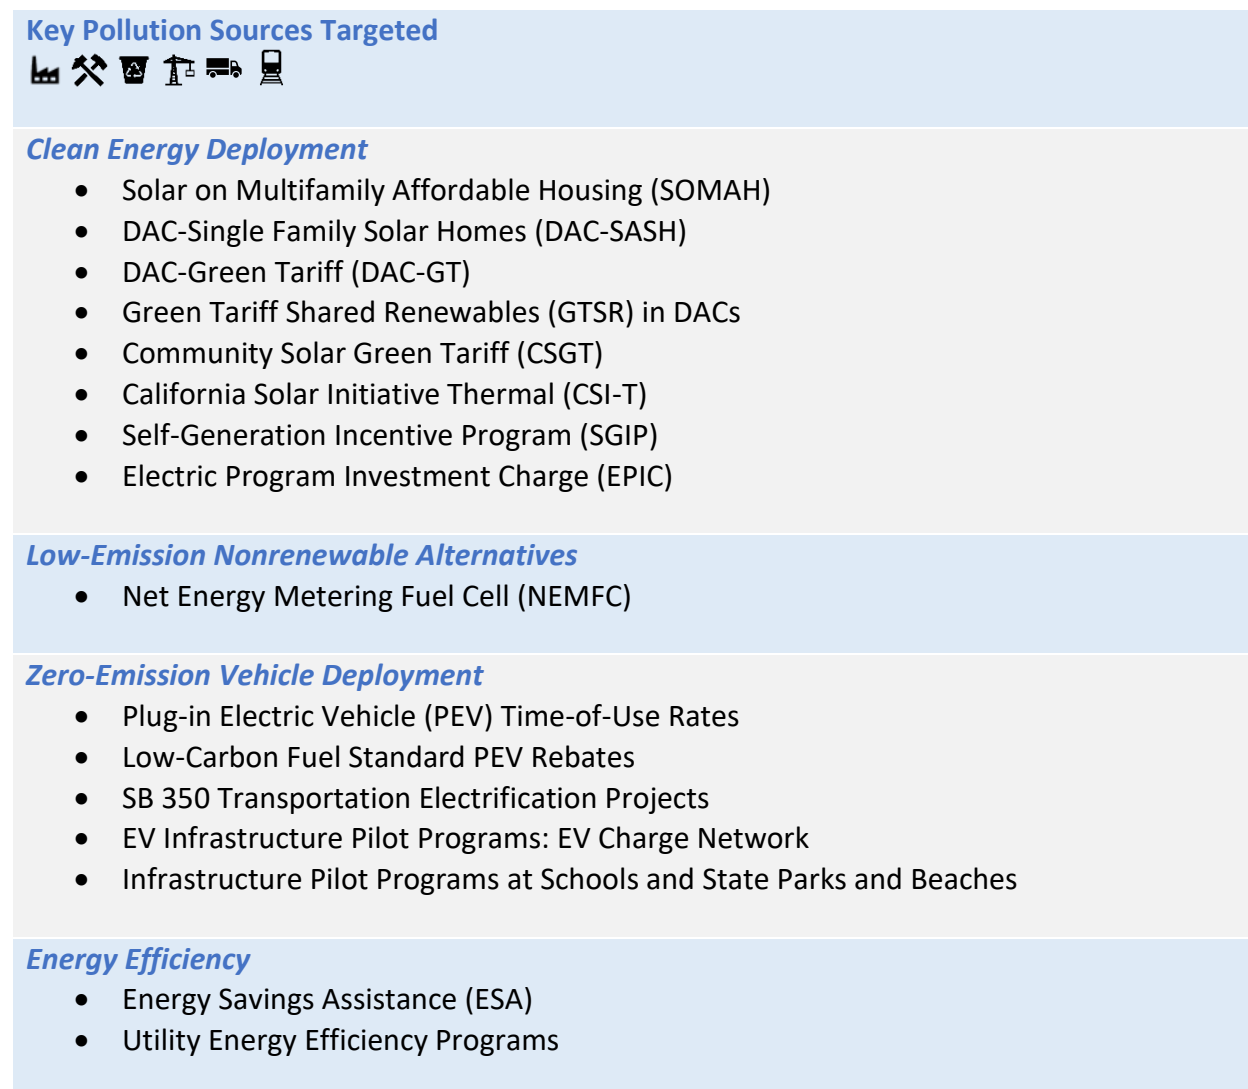 Key Pollution Sources Targeted
Clean Energy Deployment
• Solar on Multifamily Affordable Housing (SOMAH)
• DAC-Single Family Solar Homes (DAC-SASH)
• DAC-Green Tariff (DAC-GT)
• Green Tariff Shared Renewables (GTSR) in DACs
• Community Solar Green Tariff (CSGT)
• California Solar Initiative Thermal (CSI-T)
• Self-Generation Incentive Program (SGIP)
• Electric Program Investment Charge (EPIC)
Low-Emission Nonrenewable Alternatives
• Net Energy Metering Fuel Cell (NEMFC)
Zero-Emission Vehicle Deployment
• Plug-in Electric Vehicle (PEV) Time-of-Use Rates
• Low-Carbon Fuel Standard PEV Rebates
• SB 350 Transportation Electrification Projects
• EV Infrastructure Pilot Programs: EV Charge Network
• Infrastructure Pilot Programs at Schools and State Parks and Beaches
Energy Efficiency
• Energy Savings Assistance (ESA)
• Utility Energy Efficiency Programs